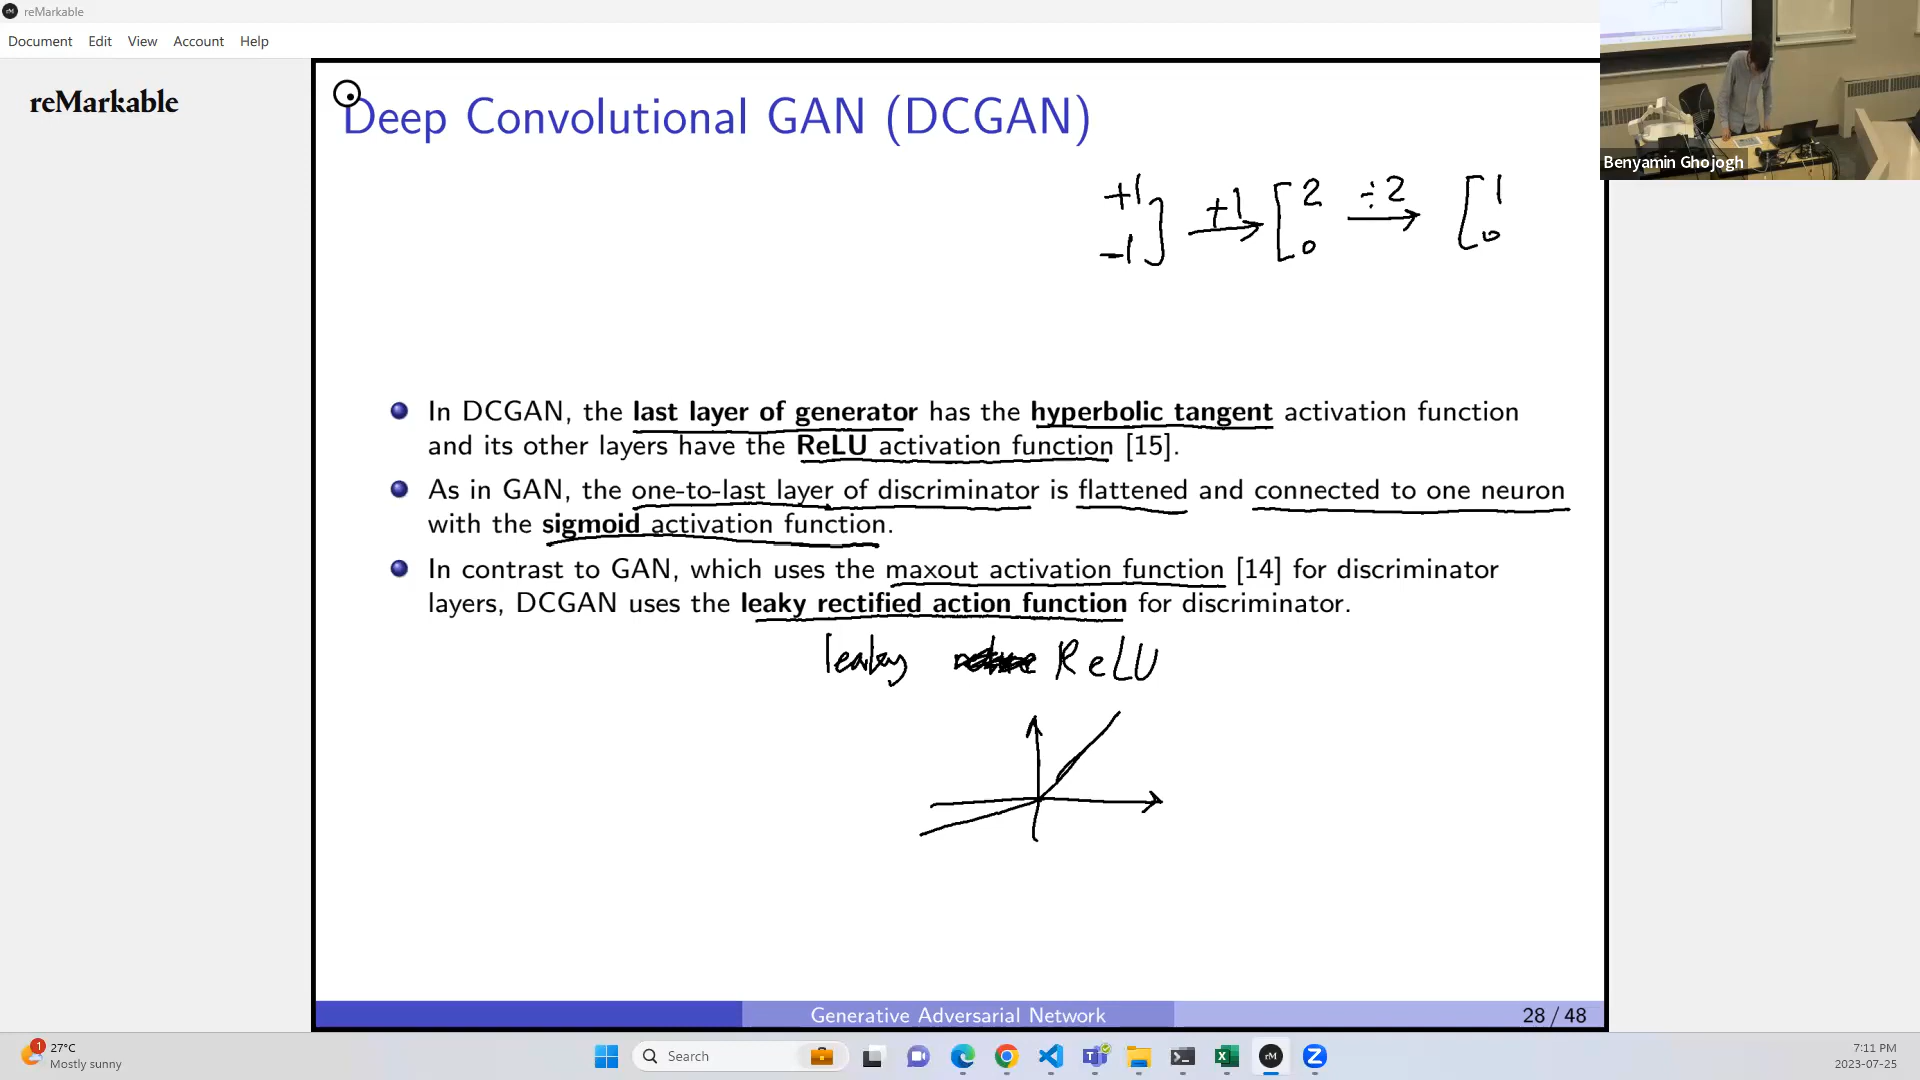 reMarkable
Document Edit View Account Help
reMarkable
Benyamin Ghojogh
Deep Convolutional GAN (DCGAN)
+1 +1 2 ÷2 1
-1 0 0
In DCGAN, the last layer of generator has the hyperbolic tangent activation function
and its other layers have the ReLU activation function [15].
As in GAN, the one-to-last layer of discriminator is flattened and connected to one neuron
with the sigmoid activation function.
In contrast to GAN, which uses the maxout activation function [14] for discriminator
layers, DCGAN uses the leaky rectified action function for discriminator.
leaky ReLU
Generative Adversarial Network 28 / 48
1 27°C
Mostly sunny
Search
7:11 PM
2023-07-25